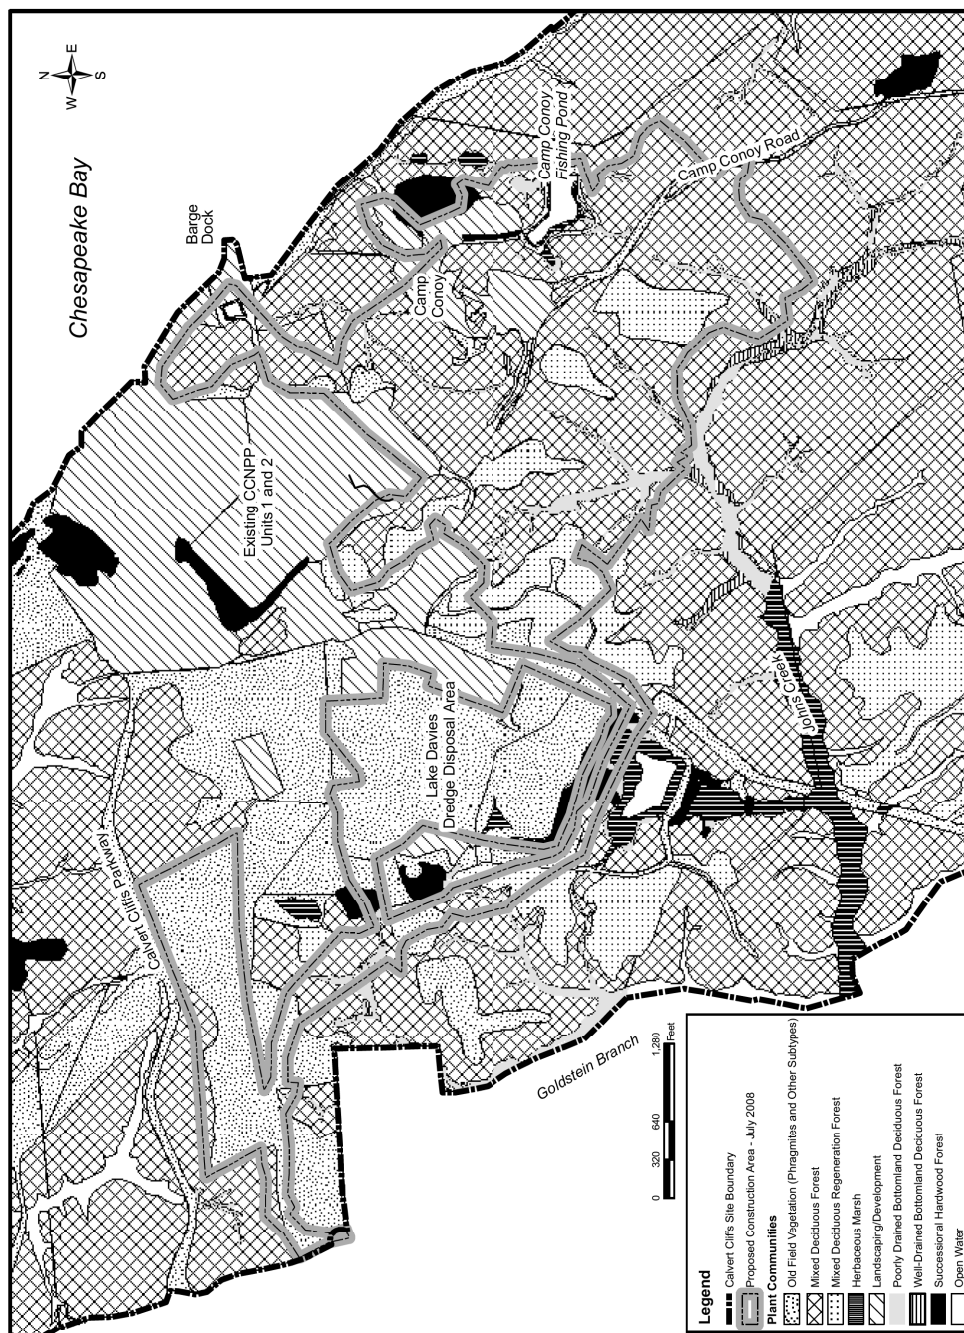 N
E
W
S
Chesapeake Bay
Barge
Dock
Camp Conoy
Fishing Pond
Camp Conoy Road
Camp
Conoy
Existing CCNPP
Units 1 and 2
Lake Davies
Dredge Disposal Area
Calvert Cliffs Parkway
Johns Creek
Goldstein Branch
0 320 640 1,280
Feet
Legend
Calvert Cliffs Site Boundary
Proposed Construction Area - July 2008
Plant Communities
Old Field Vegetation (Phragmites and Other Subtypes)
Mixed Deciduous Forest
Mixed Deciduous Regeneration Forest
Herbaceous Marsh
Landscaping/Development
Poorly Drained Bottomland Deciduous Forest
Well-Drained Bottomland Deciduous Forest
Successional Hardwood Forest
Open Water